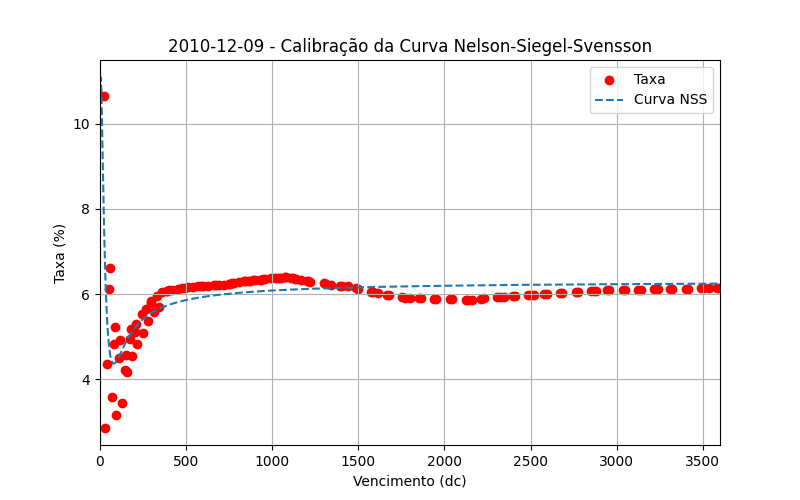 2010-12-09 - Calibração da Curva Nelson-Siegel-Svensson
Taxa
Curva NSS
Taxa (%)
10
8
6
4
0 500 1000 1500 2000 2500 3000 3500
Vencimento (dc)